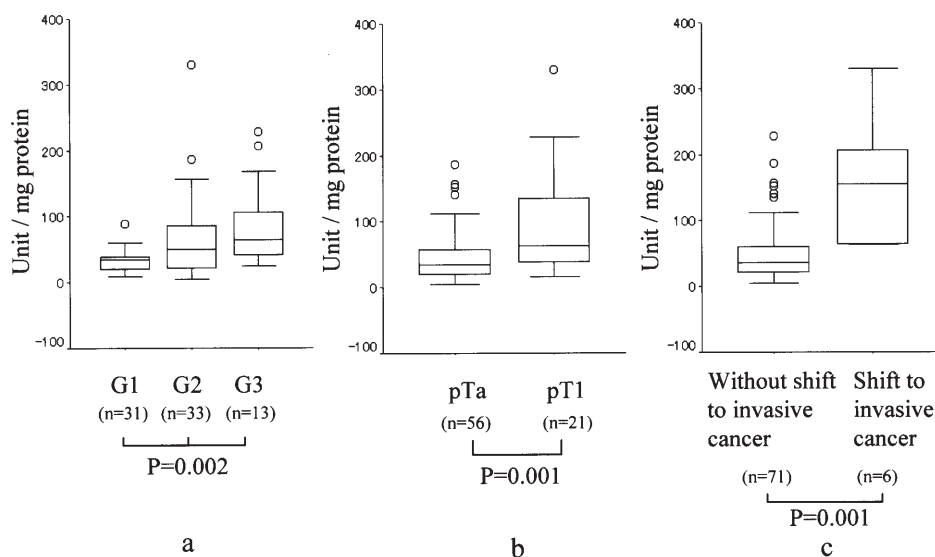 400
300
200
100
0
-100
Unit / mg protein
G1
G2
G3
(n=31)
(n=33)
(n=13)
P=0.002
a
400
300
200
100
0
-100
Unit / mg protein
pTa
pT1
(n=56)
(n=21)
P=0.001
b
400
300
200
100
0
-100
Unit / mg protein
Without shift
to invasive
cancer
(n=71)
Shift to
invasive
cancer
(n=6)
P=0.001
c